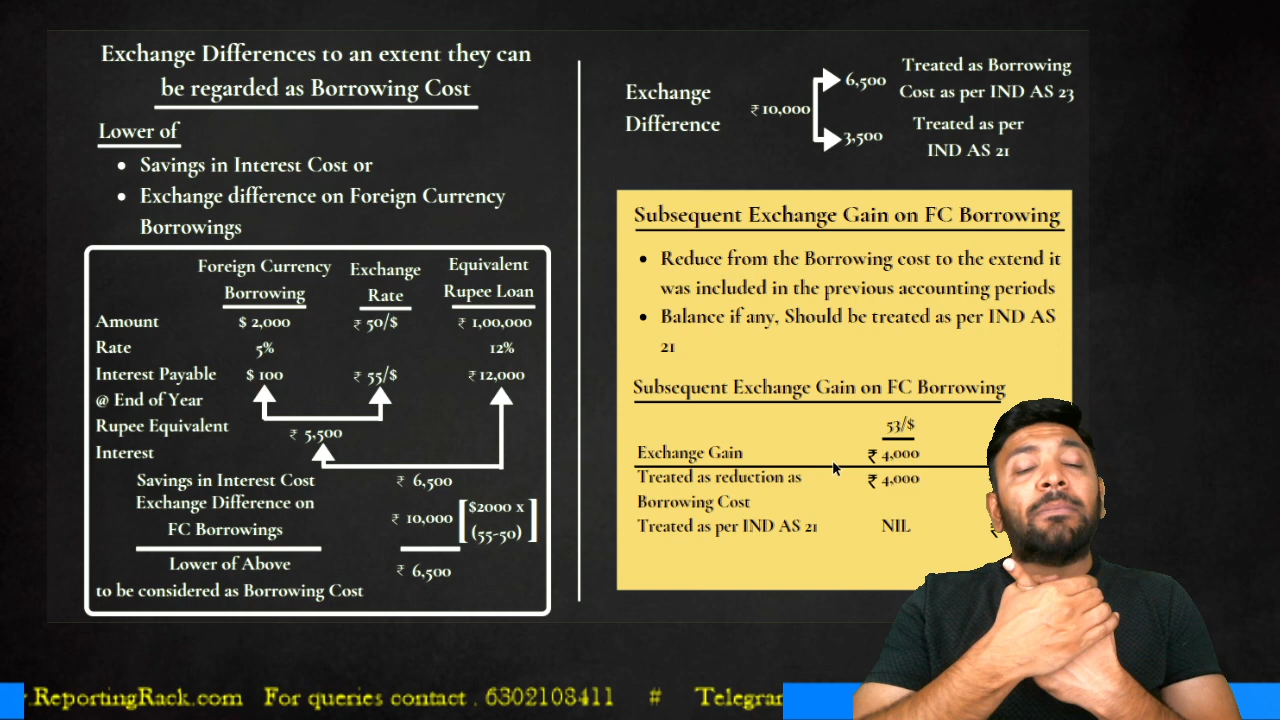 Exchange Differences to an extent they can
be regarded as Borrowing Cost
Lower of
• Savings in Interest Cost or
• Exchange difference on Foreign Currency
Borrowings
Foreign Currency Exchange Equivalent
Borrowing Rate Rupee Loan
Amount $ 2,000 ₹ 50/$ ₹ 1,00,000
Rate 5% 12%
Interest Payable $ 100 ₹ 55/$ ₹ 12,000
@ End of Year
Rupee Equivalent ₹ 5,500
Interest
Savings in Interest Cost ₹ 6,500
Exchange Difference on
FC Borrowings ₹ 10,000 [$2000 x
(55-50)]
Lower of Above ₹ 6,500
to be considered as Borrowing Cost
Exchange
Difference
₹ 10,000
6,500 Treated as Borrowing
Cost as per IND AS 23
3,500 Treated as per
IND AS 21
Subsequent Exchange Gain on FC Borrowing
• Reduce from the Borrowing cost to the extend it
was included in the previous accounting periods
• Balance if any, Should be treated as per IND AS
21
Subsequent Exchange Gain on FC Borrowing
53/$
Exchange Gain ₹ 4,000
Treated as reduction as ₹ 4,000
Borrowing Cost
Treated as per IND AS 21 NIL
.ReportingRack.com For queries contact . 6302108411 #